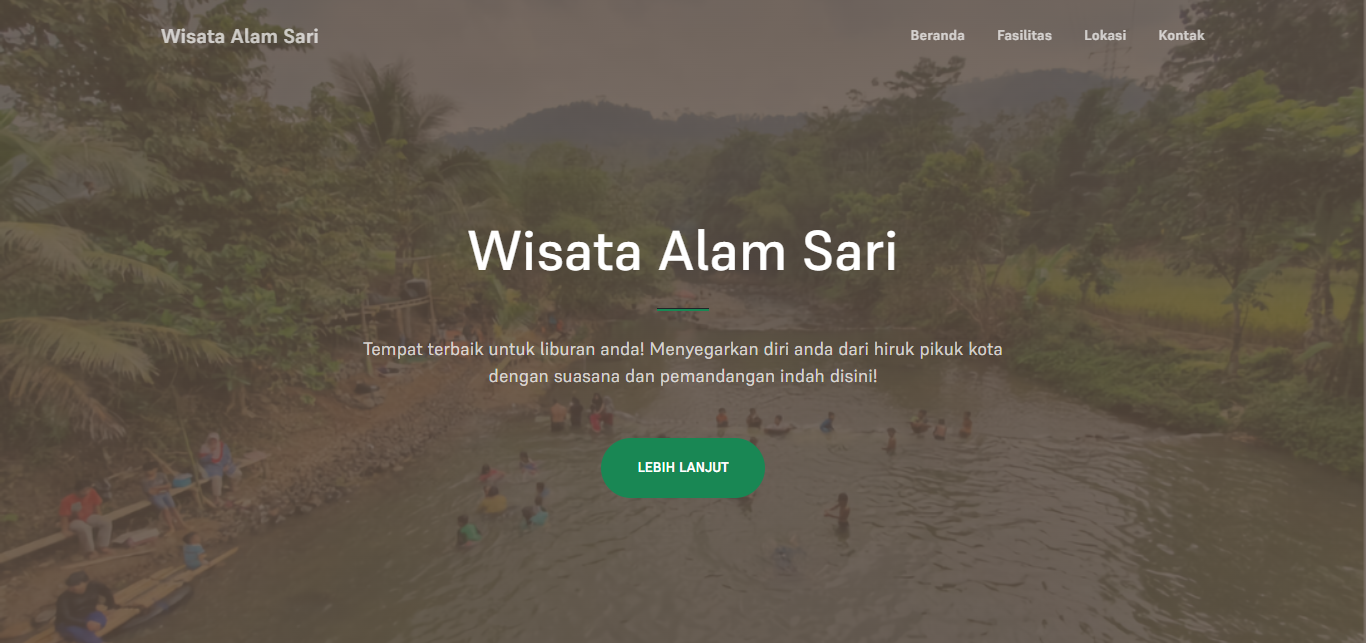 Wisata Alam Sari
Beranda Fasilitas Lokasi Kontak
Wisata Alam Sari
Tempat terbaik untuk liburan anda! Menyegarkan diri anda dari hiruk pikuk kota
dengan suasana dan pemandangan indah disini!
LEBIH LANJUT